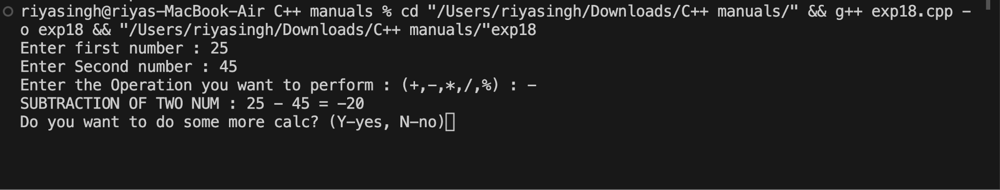 riyasingh@riyas-MacBook-Air C++ manuals % cd "/Users/riyasingh/Downloads/C++ manuals/" && g++ exp18.cpp -
o exp18 && "/Users/riyasingh/Downloads/C++ manuals/"exp18
Enter first number : 25
Enter Second number : 45
Enter the Operation you want to perform : (+,-,*,/,%) : -
SUBTRACTION OF TWO NUM : 25 - 45 = -20
Do you want to do some more calc? (Y-yes, N-no)